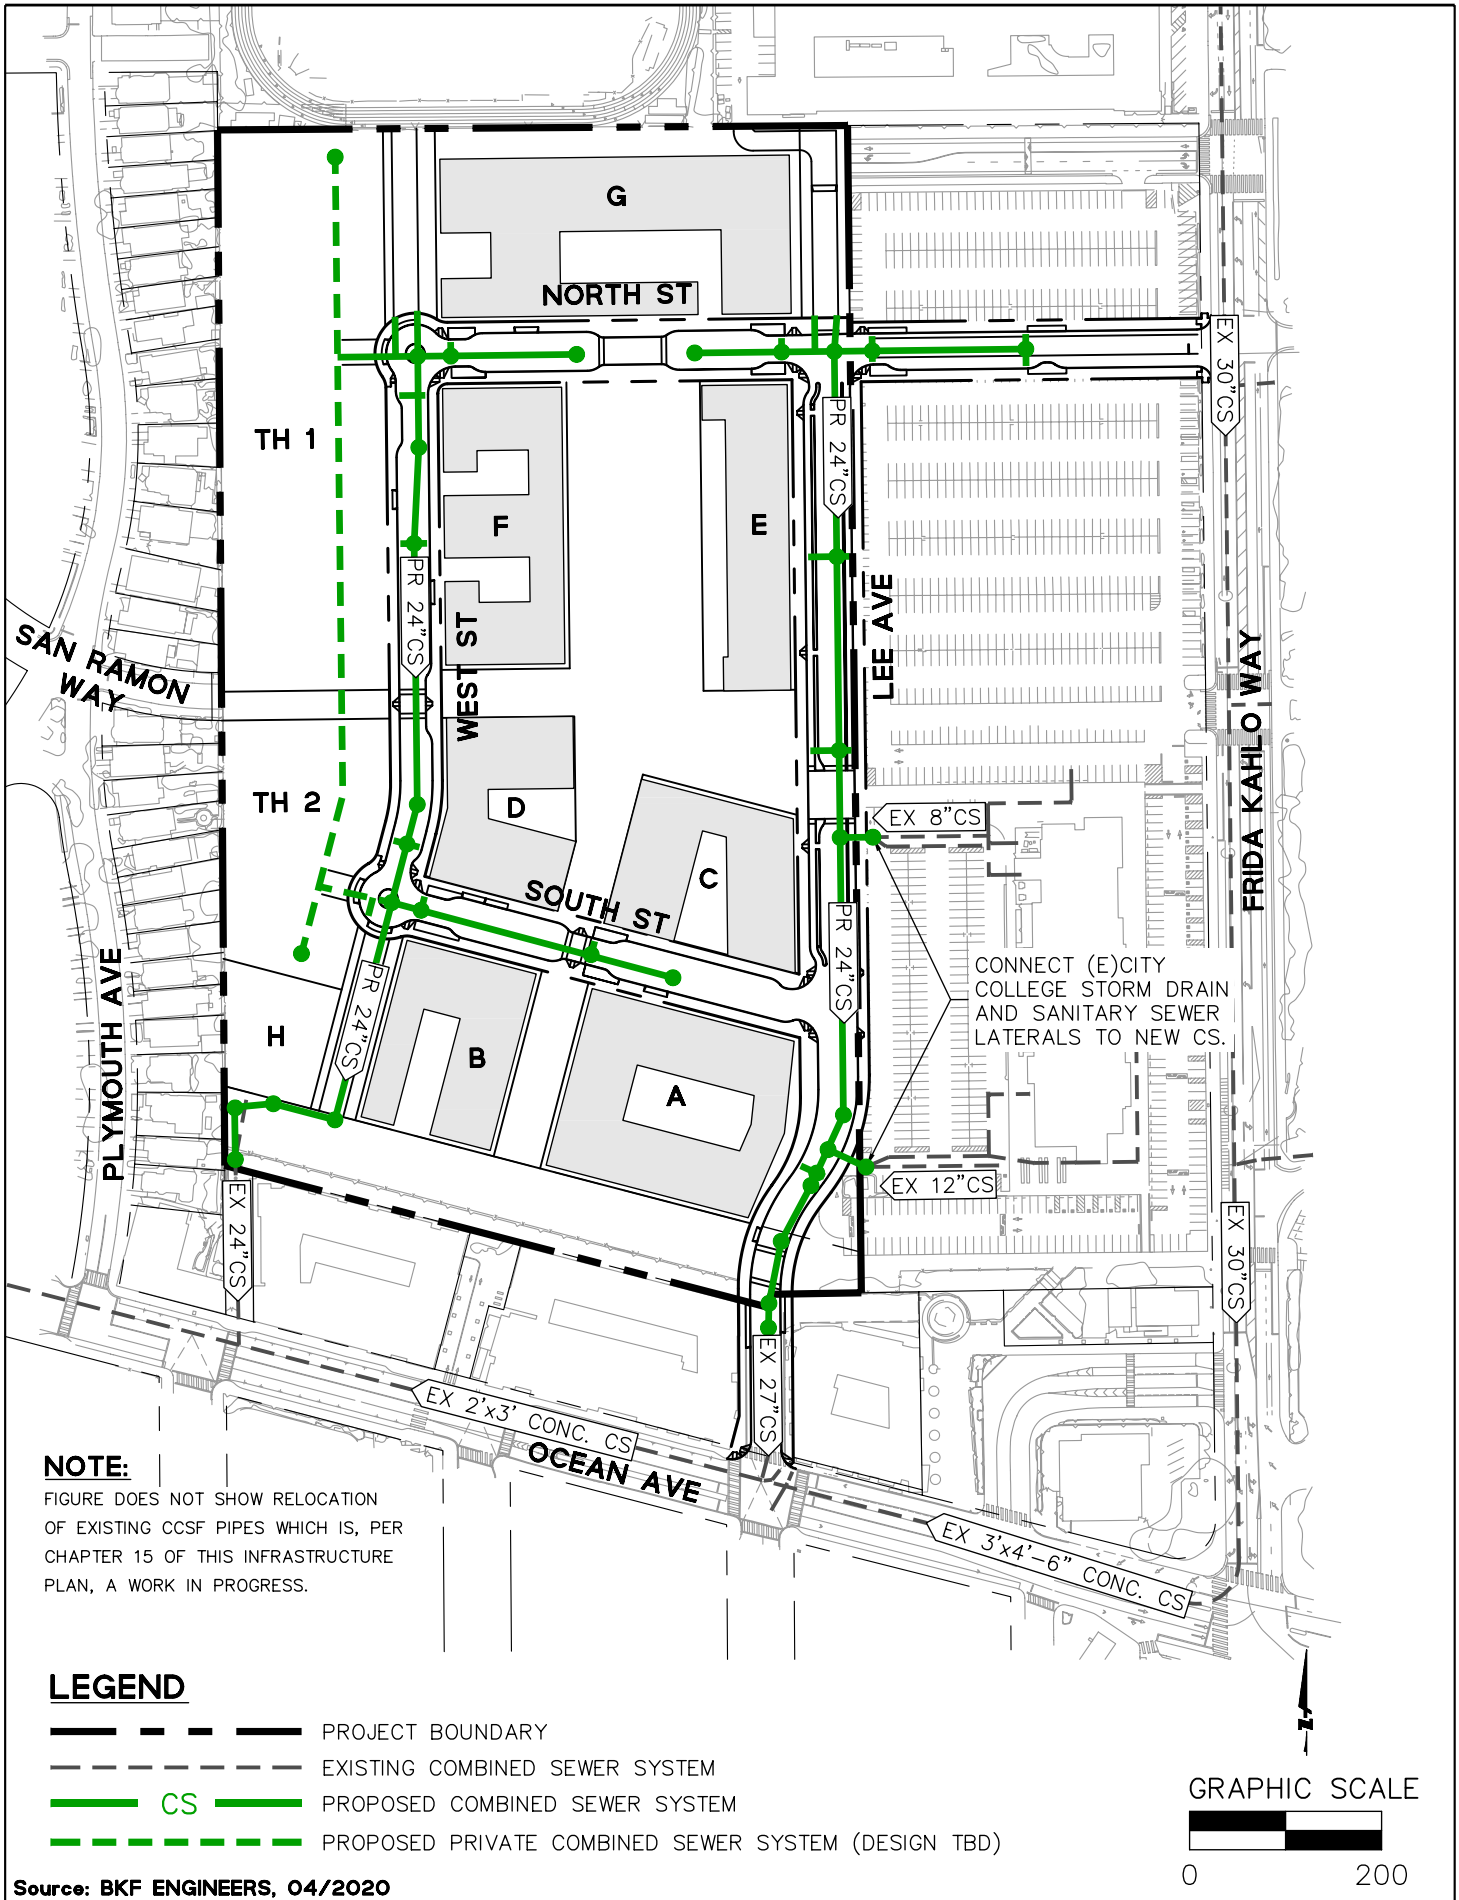 G
NORTH ST
EX 30"CS
TH 1
PR 24"CS
F
E
PR 24"CS
LEE AVE
WEST ST
SAN RAMON
WAY
FRIDA KAHLO WAY
TH 2
D
EX 8"CS
C
SOUTH ST
PR 24"CS
PLYMOUTH AVE
CONNECT (E)CITY
COLLEGE STORM DRAIN
AND SANITARY SEWER
LATERALS TO NEW CS.
PR 24"CS
H
B
A
EX 12"CS
EX 24"CS
EX 30"CS
EX 27"CS
EX 2'x3' CONC. CS
OCEAN AVE
EX 3'x4'-6" CONC. CS
NOTE:
FIGURE DOES NOT SHOW RELOCATION
OF EXISTING CCSF PIPES WHICH IS, PER
CHAPTER 15 OF THIS INFRASTRUCTURE
PLAN, A WORK IN PROGRESS.
LEGEND
PROJECT BOUNDARY
EXISTING COMBINED SEWER SYSTEM
CS PROPOSED COMBINED SEWER SYSTEM
PROPOSED PRIVATE COMBINED SEWER SYSTEM (DESIGN TBD)
N
GRAPHIC SCALE
0 200
Source: BKF ENGINEERS, 04/2020